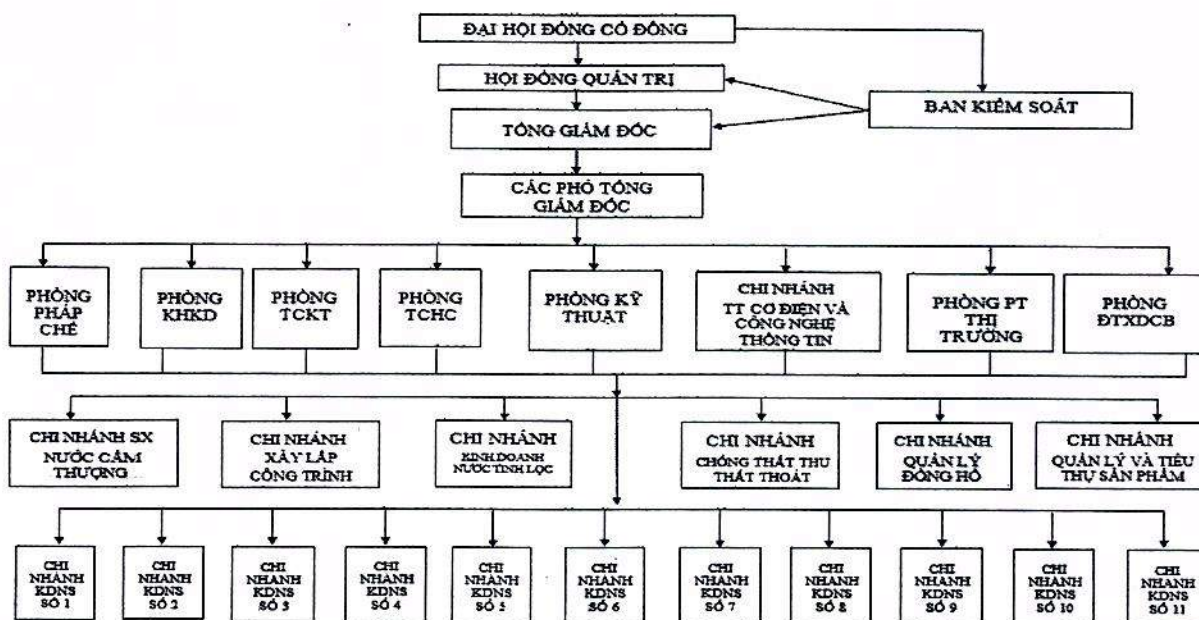 ĐẠI HỘI ĐỒNG CỔ ĐÔNG
HỘI ĐỒNG QUẢN TRỊ
BAN KIỂM SOÁT
TỔNG GIÁM ĐỐC
CÁC PHÓ TỔNG
GIÁM ĐỐC
PHÒNG
PHÁP
CHẾ
PHÒNG
KHKD
PHÒNG
TCKT
PHÒNG
TCHC
PHÒNG KỸ
THUẬT
CHI NHÁNH
TT CƠ ĐIỆN VÀ
CÔNG NGHỆ
THÔNG TIN
PHÒNG PT
THỊ
TRƯỜNG
PHÒNG
ĐTXDCB
CHI NHÁNH SX
NƯỚC CẨM
THƯỢNG
CHI NHÁNH
XÂY LẮP
CÔNG TRÌNH
CHI NHÁNH
KINH DOANH
NƯỚC TINH LỌC
CHI NHÁNH
CHỐNG THẤT THU
THẤT THOÁT
CHI NHÁNH
QUẢN LÝ
ĐỒNG HỒ
CHI NHÁNH
QUẢN LÝ VÀ TIÊU
THỤ SẢN PHẨM
CHI
NHÁNH
KDNS
SỐ 1
CHI
NHÁNH
KDNS
SỐ 2
CHI
NHÁNH
KDNS
SỐ 3
CHI
NHÁNH
KDNS
SỐ 4
CHI
NHÁNH
KDNS
SỐ 5
CHI
NHÁNH
KDNS
SỐ 6
CHI
NHÁNH
KDNS
SỐ 7
CHI
NHÁNH
KDNS
SỐ 8
CHI
NHÁNH
KDNS
SỐ 9
CHI
NHÁNH
KDNS
SỐ 10
CHI
NHÁNH
KDNS
SỐ 11